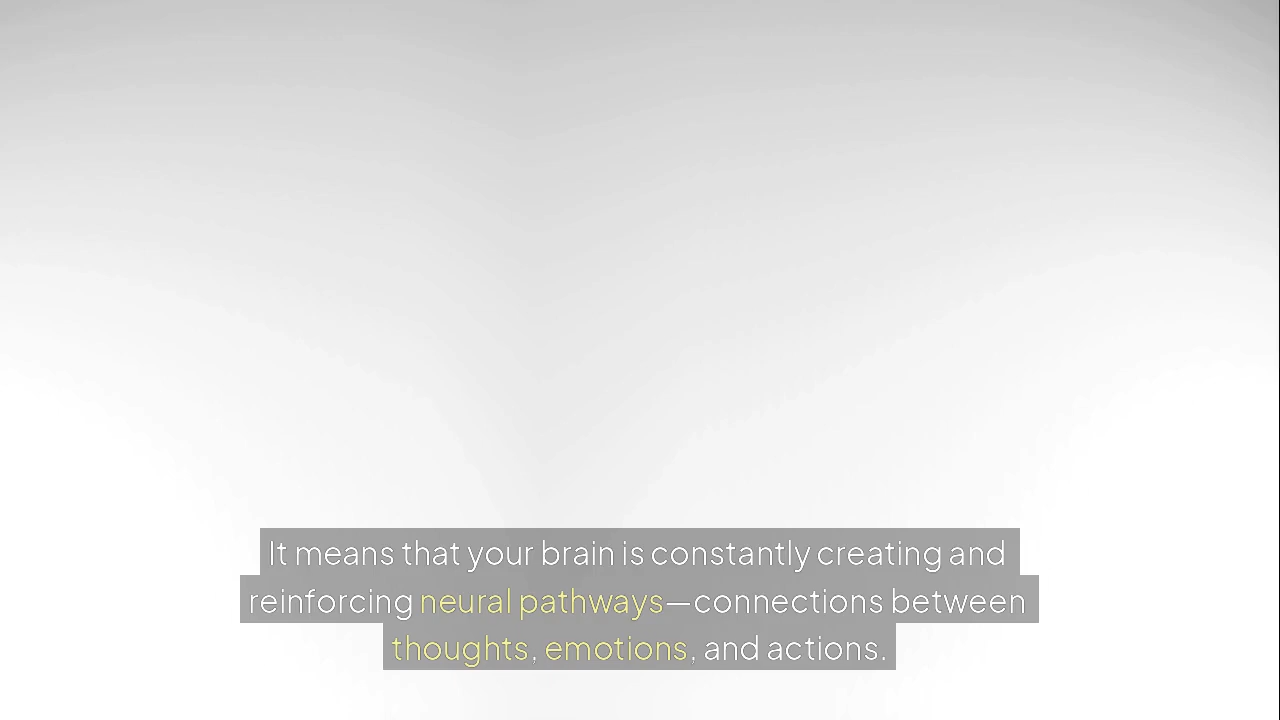 It means that your brain is constantly creating and
reinforcing neural pathways—connections between
thoughts, emotions, and actions.